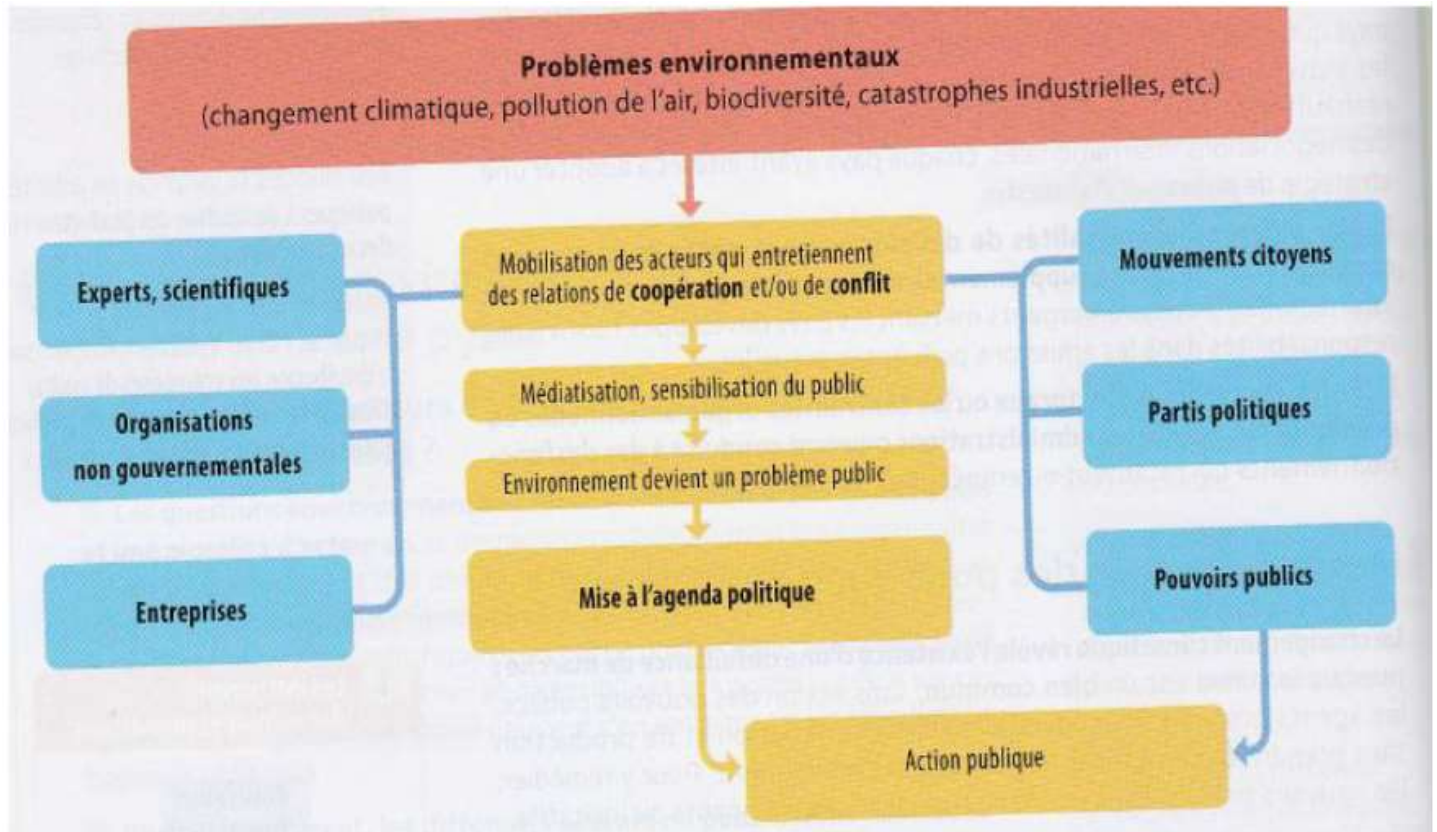 Problèmes environnementaux
(changement climatique, pollution de l'air, biodiversité, catastrophes industrielles, etc.)
Experts, scientifiques
Organisations
non gouvernementales
Entreprises
Mobilisation des acteurs qui entretiennent
des relations de coopération et/ou de conflit
Médiatisation, sensibilisation du public
Environnement devient un problème public
Mise à l'agenda politique
Mouvements citoyens
Partis politiques
Pouvoirs publics
Action publique